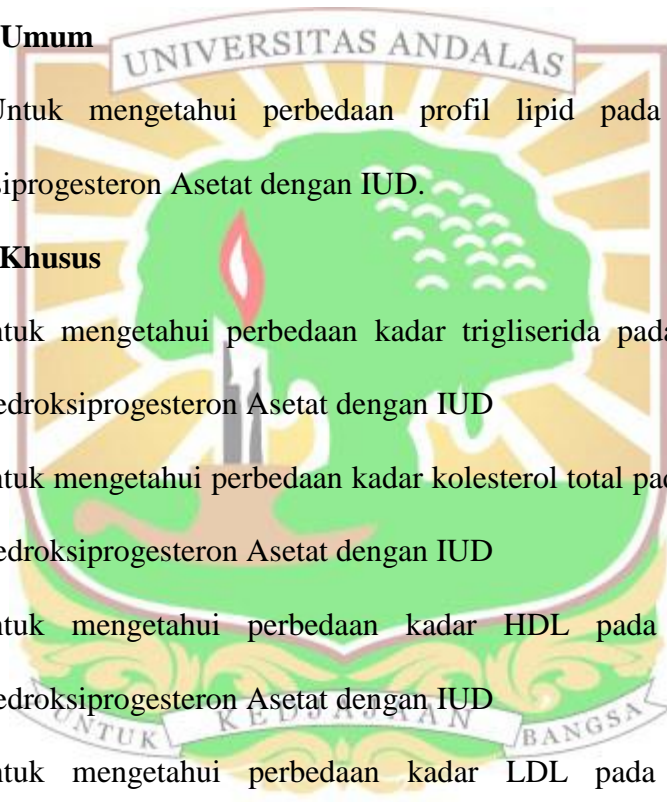 Umum
UNIVERSITAS ANDALAS
Untuk mengetahui perbedaan profil lipid pada
siprogesteron Asetat dengan IUD.
Khusus
ntuk mengetahui perbedaan kadar trigliserida pada
edroksiprogesteron Asetat dengan IUD
ntuk mengetahui perbedaan kadar kolesterol total pad
edroksiprogesteron Asetat dengan IUD
ntuk mengetahui perbedaan kadar HDL pada
edroksiprogesteron Asetat dengan IUD
UNTUK KEDJAJAAN BANGSA
ntuk mengetahui perbedaan kadar LDL pada